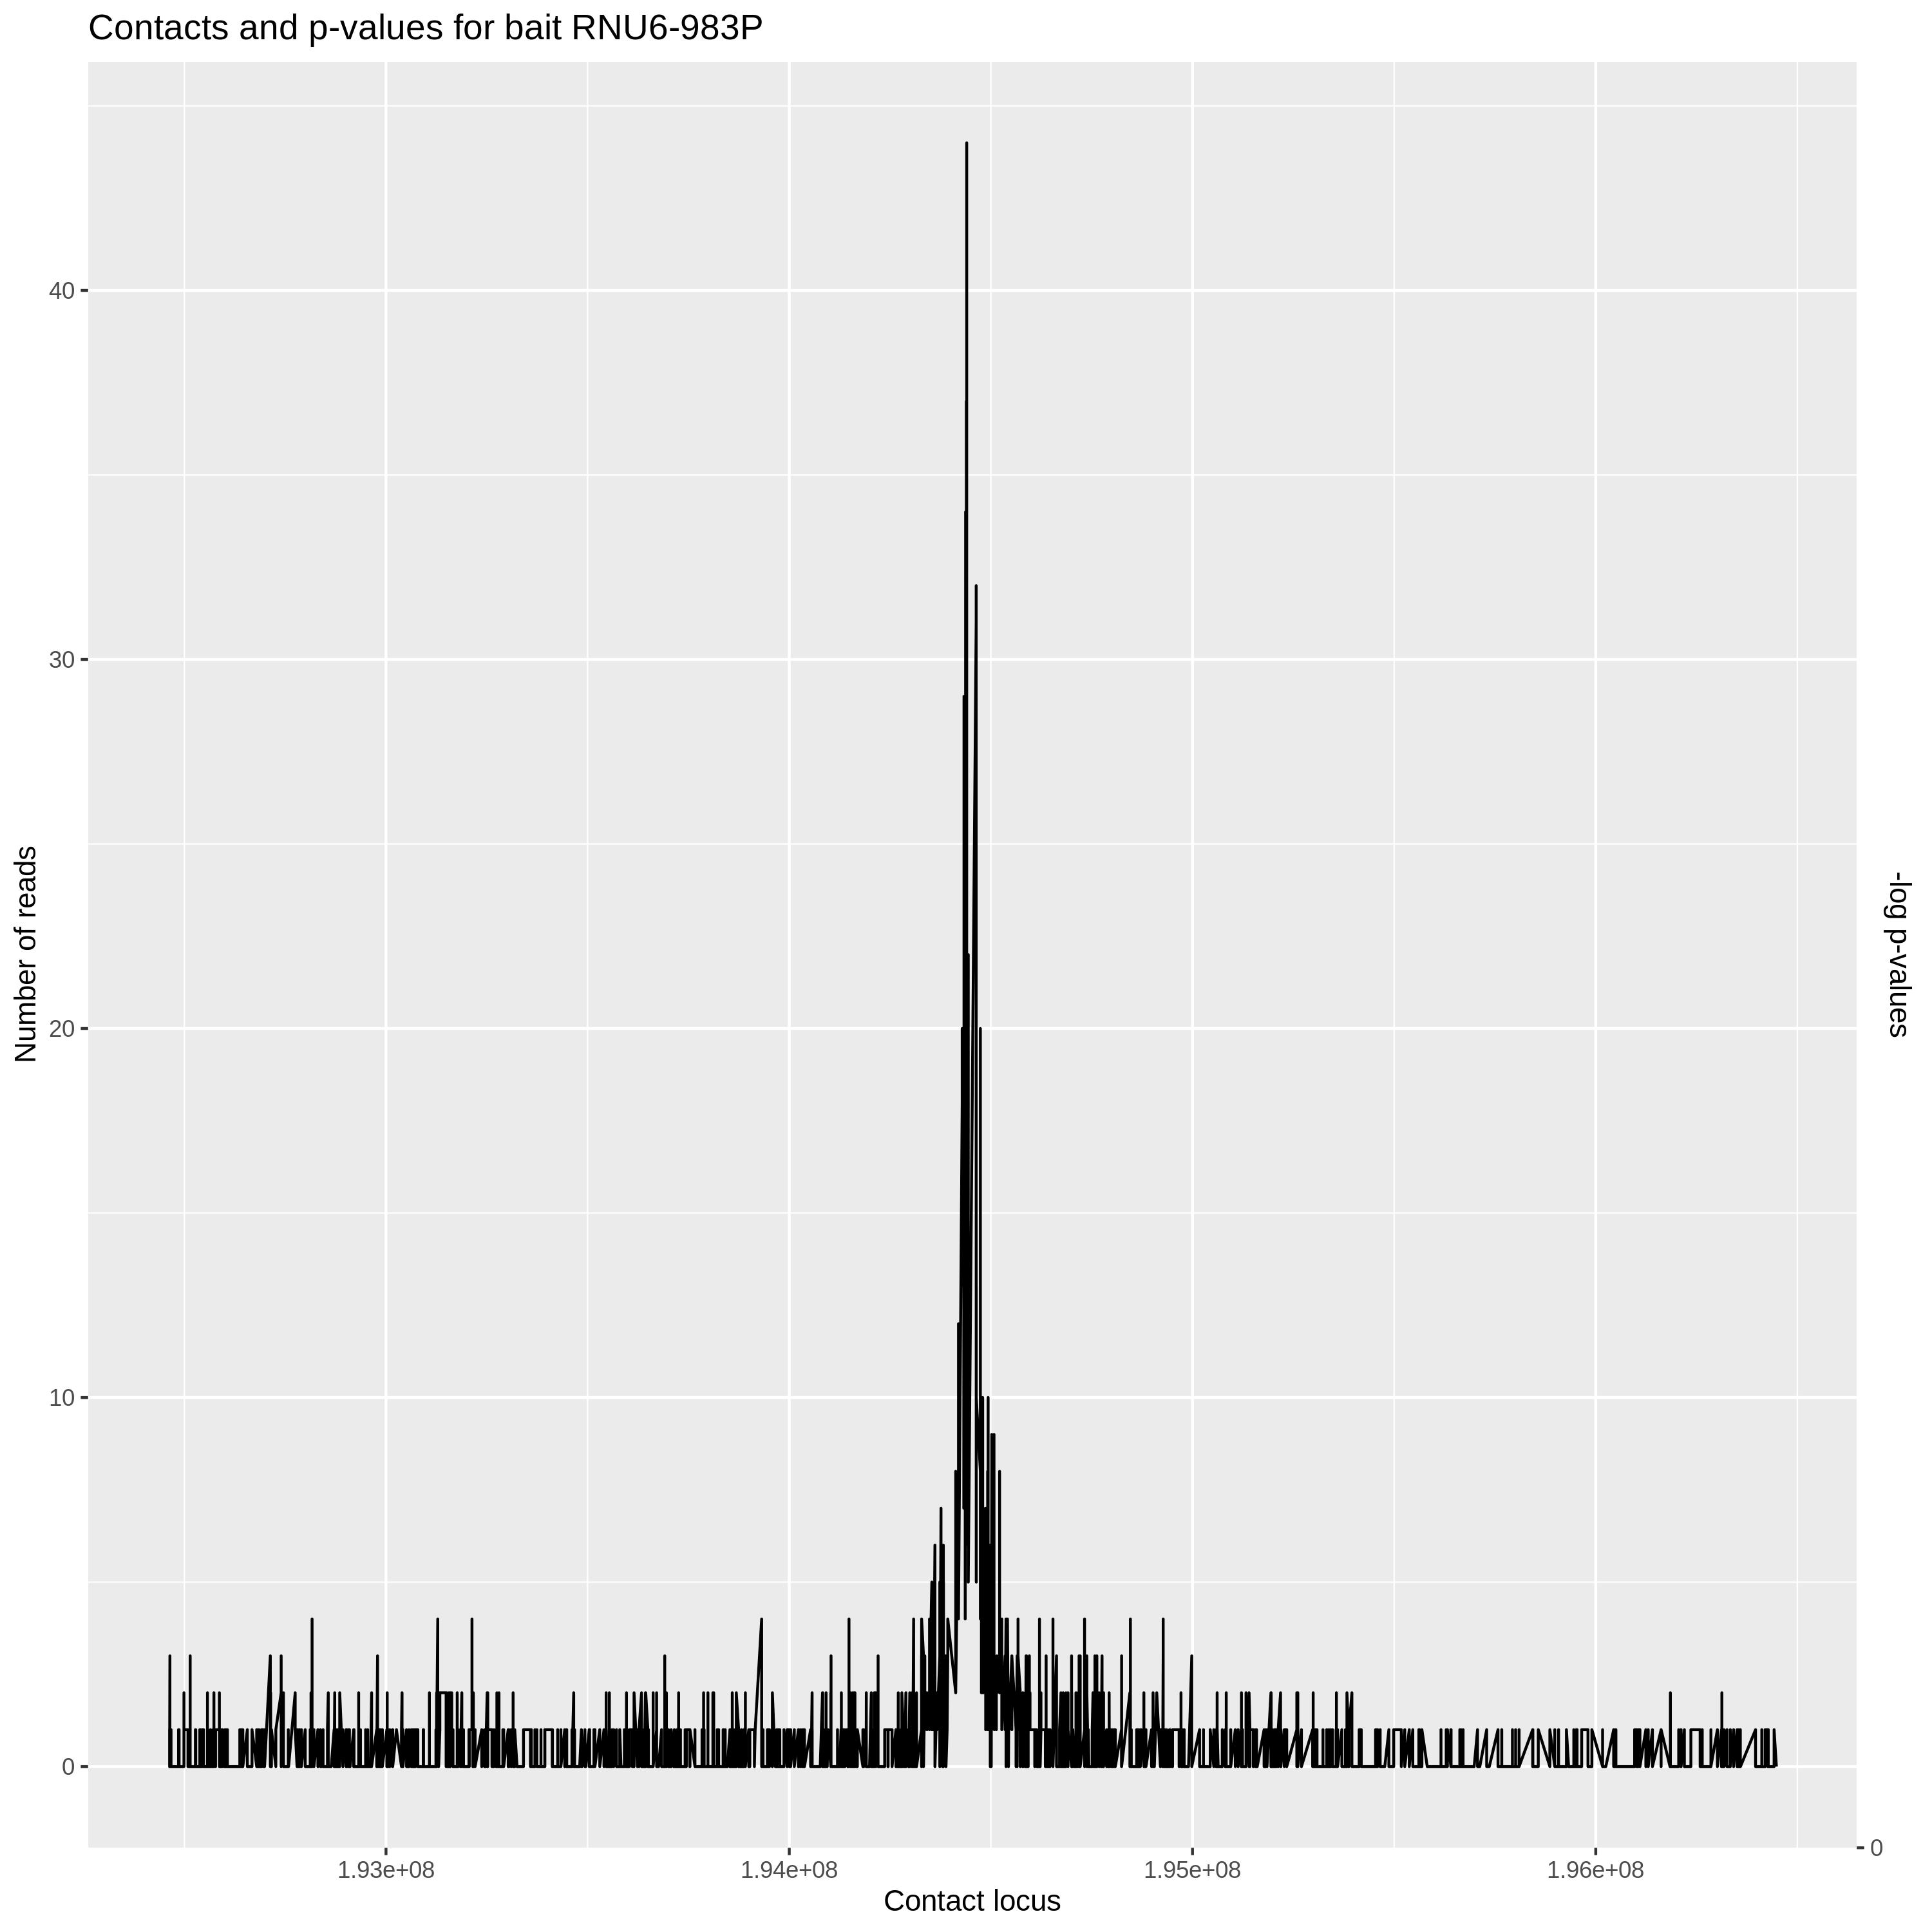 Contacts and p-values for bait RNU6-983P
40
30
20
10
0
0
1.93e+08
1.94e+08
1.95e+08
1.96e+08
Contact locus
Number of reads
-log p-values